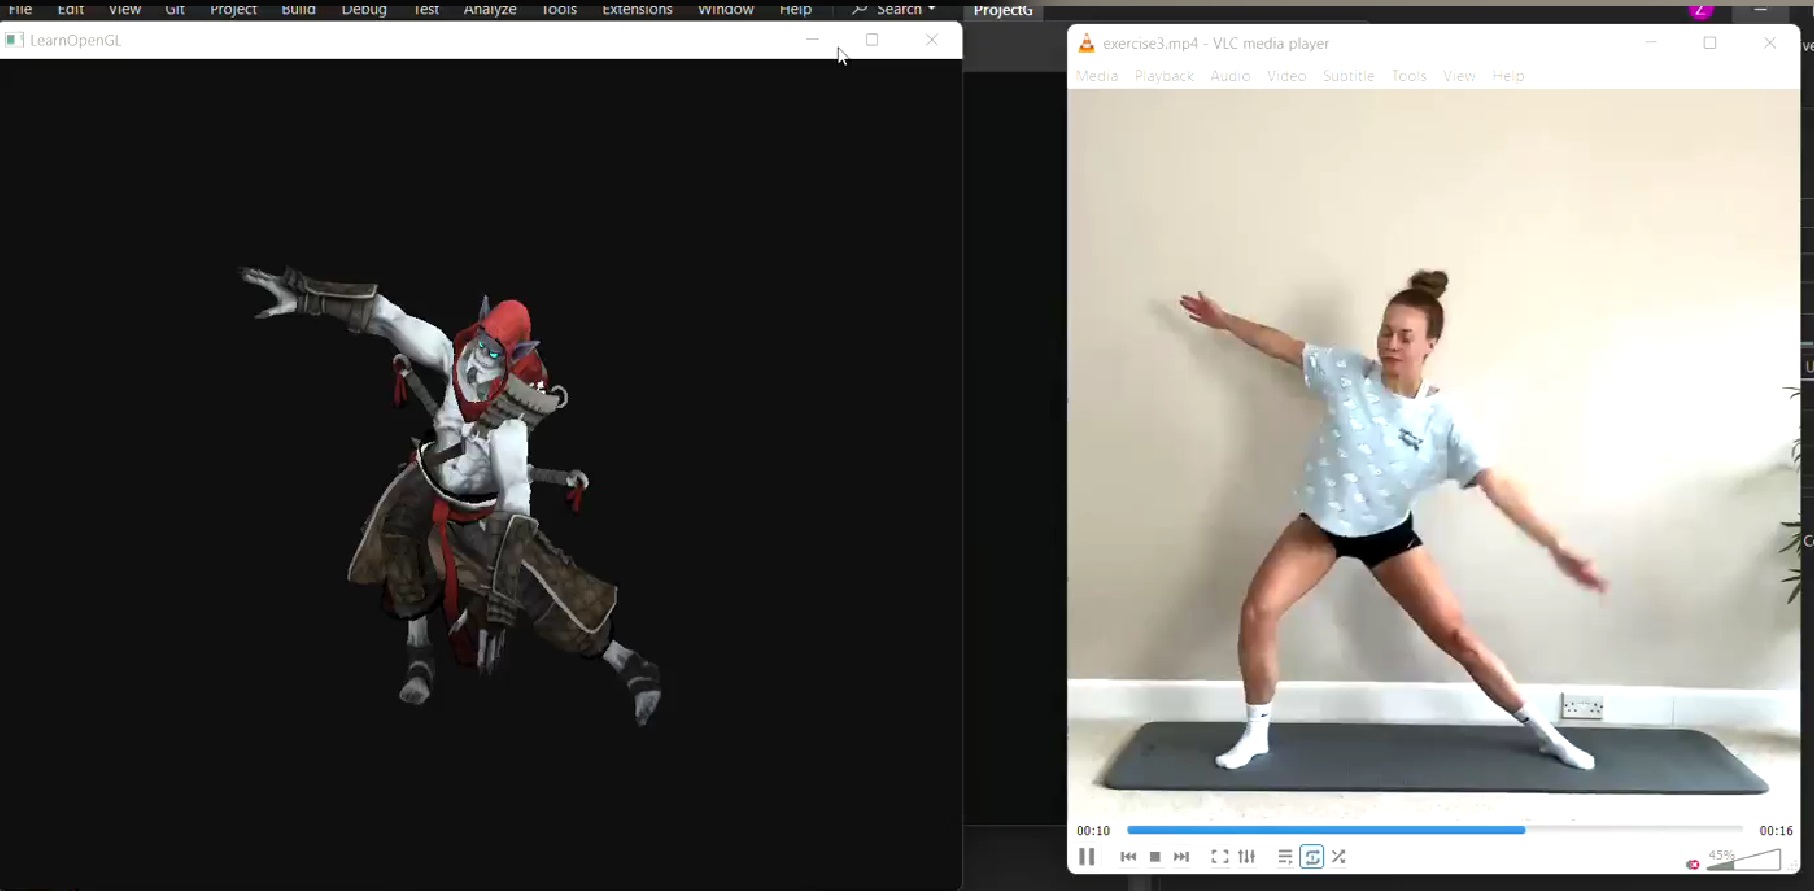 File Edit View Git Project Build Debug Test Analyze Tools Extensions Window Help Search ProjectG
Z
LearnOpenGL
exercise3.mp4 - VLC media player
Media Playback Audio Video Subtitle Tools View Help
00:10
00:16
45%